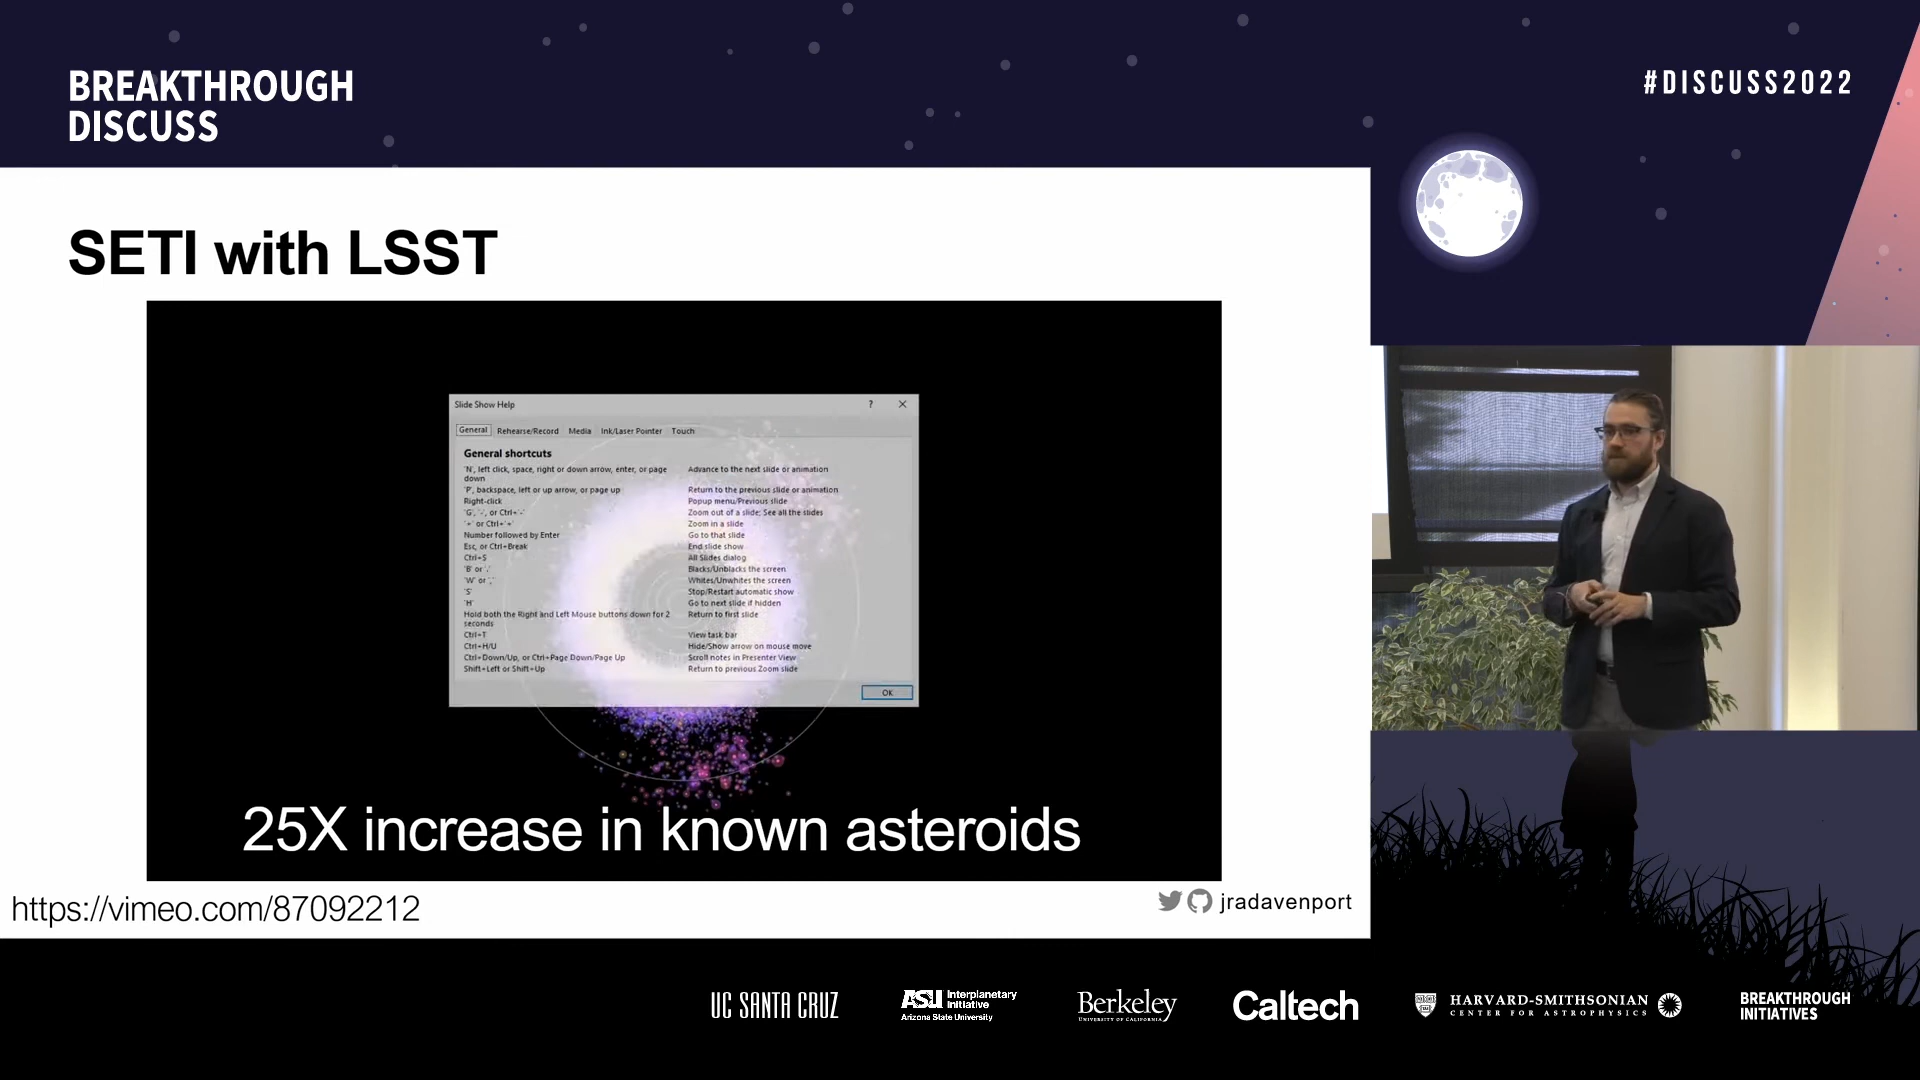 BREAKTHROUGH
DISCUSS
#DISCUSS2022
SETI with LSST
Slide Show Help
? ×
General Rehearse/Record Media Ink/Laser Pointer Touch
General shortcuts
'N', left click, space, right or down arrow, enter, or page down Advance to the next slide or animation
'P', backspace, left or up arrow, or page up Return to the previous slide or animation
Right-click Popup menu/Previous slide
'G', '-', or Ctrl+'-' Zoom out of a slide; See all the slides
'+' or Ctrl+'+' Zoom in a slide
Number followed by Enter Go to that slide
Esc, or Ctrl+Break End slide show
Ctrl+S All Slides dialog
'B' or '.' Blacks/Unblacks the screen
'W' or ',' Whites/Unwhites the screen
'S' Stop/Restart automatic show
'H' Go to next slide if hidden
Hold both the Right and Left Mouse buttons down for 2 seconds Return to first slide
Ctrl+T View task bar
Ctrl+H/U Hide/Show arrow on mouse move
Ctrl+Down/Up, or Ctrl+Page Down/Page Up Scroll notes in Presenter View
Shift+Left or Shift+Up Return to previous Zoom slide
OK
25X increase in known asteroids
https://vimeo.com/87092212
jradavenport
UC SANTA CRUZ
ASU Interplanetary Initiative
Arizona State University
Berkeley
UNIVERSITY OF CALIFORNIA
Caltech
HARVARD-SMITHSONIAN
CENTER FOR ASTROPHYSICS
BREAKTHROUGH
INITIATIVES